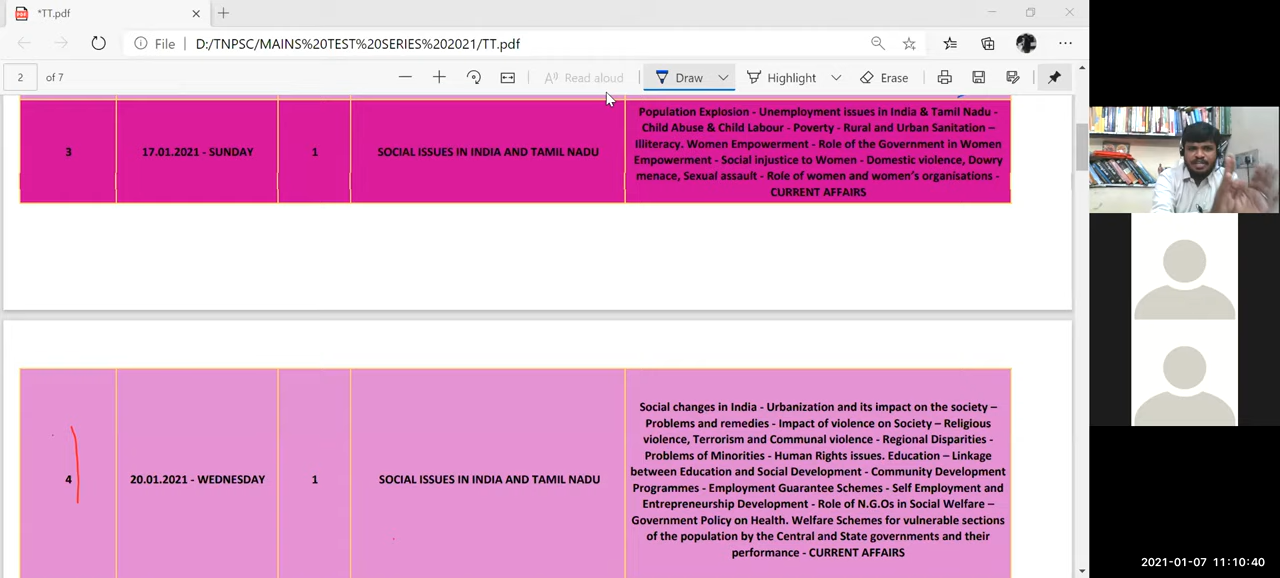 *TT.pdf
File D:/TNPSC/MAINS%20TEST%20SERIES%202021/TT.pdf
2 of 7 Read aloud Draw Highlight Erase
3 17.01.2021 - SUNDAY 1 SOCIAL ISSUES IN INDIA AND TAMIL NADU
Population Explosion - Unemployment issues in India & Tamil Nadu -
Child Abuse & Child Labour - Poverty - Rural and Urban Sanitation –
Illiteracy. Women Empowerment - Role of the Government in Women
Empowerment - Social injustice to Women - Domestic violence, Dowry
menace, Sexual assault - Role of women and women's organisations -
CURRENT AFFAIRS
4 20.01.2021 - WEDNESDAY 1 SOCIAL ISSUES IN INDIA AND TAMIL NADU
Social changes in India - Urbanization and its impact on the society –
Problems and remedies - Impact of violence on Society – Religious
violence, Terrorism and Communal violence - Regional Disparities -
Problems of Minorities - Human Rights issues. Education – Linkage
between Education and Social Development - Community Development
Programmes - Employment Guarantee Schemes - Self Employment and
Entrepreneurship Development - Role of N.G.Os in Social Welfare –
Government Policy on Health. Welfare Schemes for vulnerable sections
of the population by the Central and State governments and their
performance - CURRENT AFFAIRS
2021-01-07 11:10:40